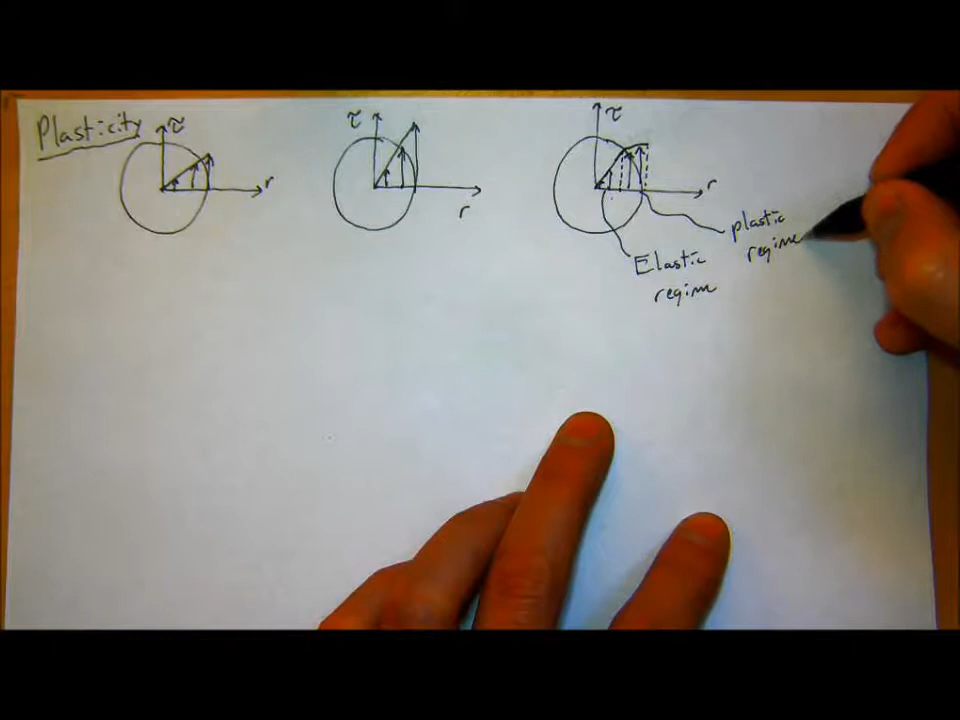 Plasticity
τ
r
τ
r
τ
r
plastic
regime
Elastic
regime